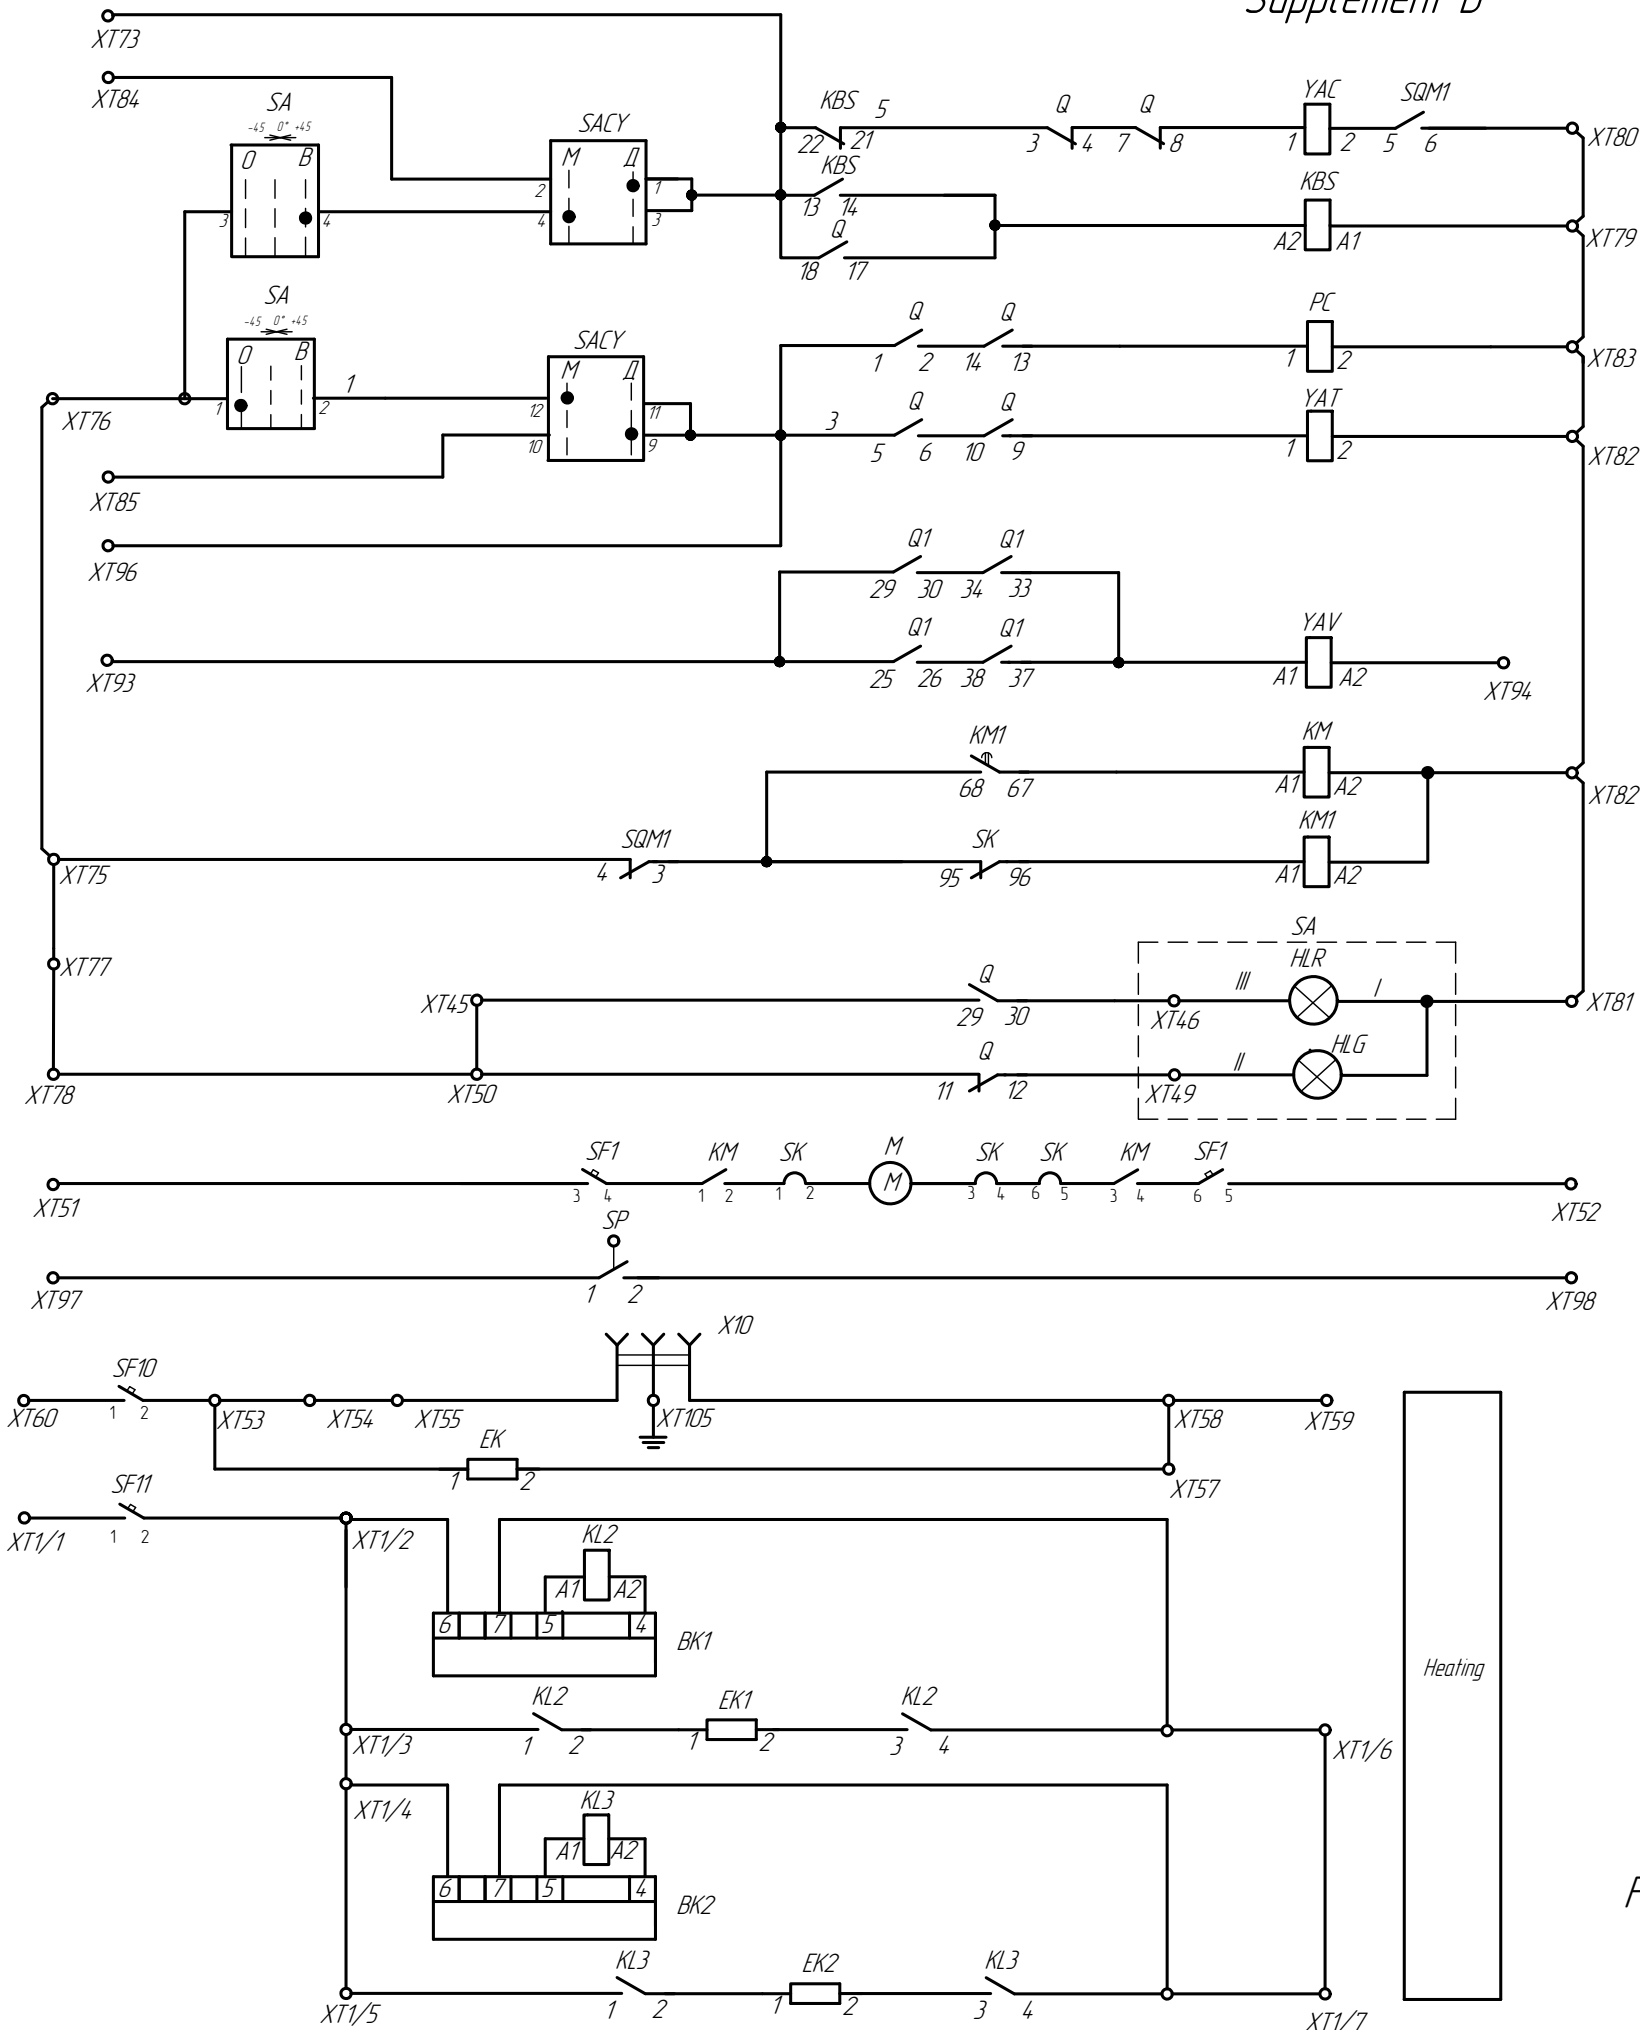 Supplement B
XT73
XT84
SA
-45 0° +45
O B
3 4
SACY
М Д
2 1
4 3
KBS 5
22 21
Q Q
3 4 7 8
YAC
1 2
SQM1
5 6
XT80
KBS
13 14
KBS
A2 A1
XT79
Q
18 17
SA
-45 0° +45
O B
1 2
1
SACY
М Д
12 11
10 9
Q Q
1 2 14 13
PC
1 2
XT83
XT76
3
Q Q
5 6 10 9
YAT
1 2
XT82
XT85
XT96
Q1 Q1
29 30 34 33
XT93
Q1 Q1
25 26 38 37
YAV
A1 A2
XT94
KM1
68 67
KM
A1 A2
XT82
XT75
SQM1
4 3
SK
95 96
KM1
A1 A2
XT77
SA
XT45
Q
29 30
XT46
III
HLR
I
XT81
XT78
XT50
Q
11 12
XT49
II
HLG
SF1 KM SK M SK SK KM SF1
XT51
3 4 1 2 1 2 M 3 4 6 5 3 4 6 5
XT52
SP
XT97
1 2
XT98
X10
SF10
XT60
1 2
XT53 XT54 XT55 XT105 XT58 XT59
EK
1 2
XT57
SF11
XT1/1
1 2
XT1/2
KL2
A1 A2
6 7 5 4
BK1
Heating
KL2 EK1 KL2
XT1/3
1 2 1 2 3 4
XT1/6
XT1/4
KL3
A1 A2
6 7 5 4
BK2
KL3 EK2 KL3
XT1/5
1 2 1 2 3 4
XT1/7